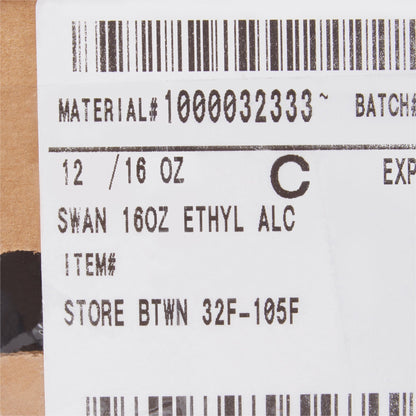 MATERIAL# 1000032333~ BATCH#
12 /16 OZ C EXP
SWAN 16OZ ETHYL ALC
ITEM#
STORE BTWN 32F-105F